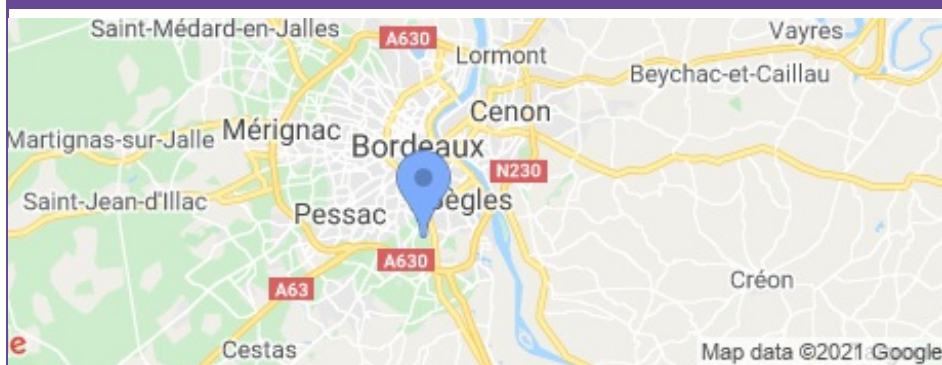 Saint-Médard-en-Jalles
A630
Vayres
Lormont
Beychac-et-Caillau
Cenon
Martignas-sur-Jalle
Mérignac
Bordeaux
N230
Saint-Jean-d'Illac
Pessac
Bègles
A630
A63
Créon
e
Cestas
Map data ©2021 Google